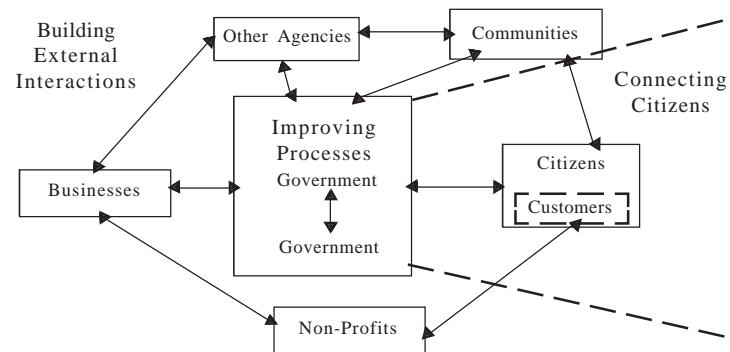 Building
External
Interactions
Other Agencies
Communities
Connecting
Citizens
Improving
Processes
Government
Government
Businesses
Citizens
Customers
Non-Profits